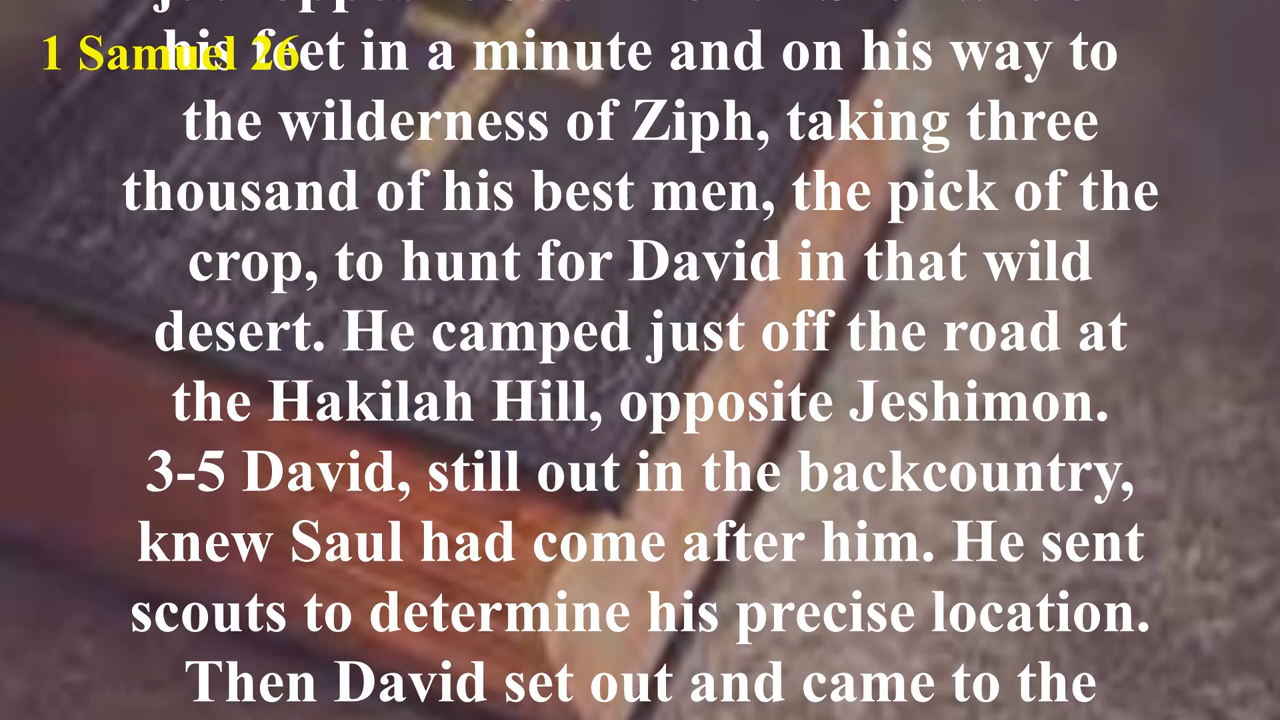 1 Samuel 26
his feet in a minute and on his way to
the wilderness of Ziph, taking three
thousand of his best men, the pick of the
crop, to hunt for David in that wild
desert. He camped just off the road at
the Hakilah Hill, opposite Jeshimon.
3-5 David, still out in the backcountry,
knew Saul had come after him. He sent
scouts to determine his precise location.
Then David set out and came to the